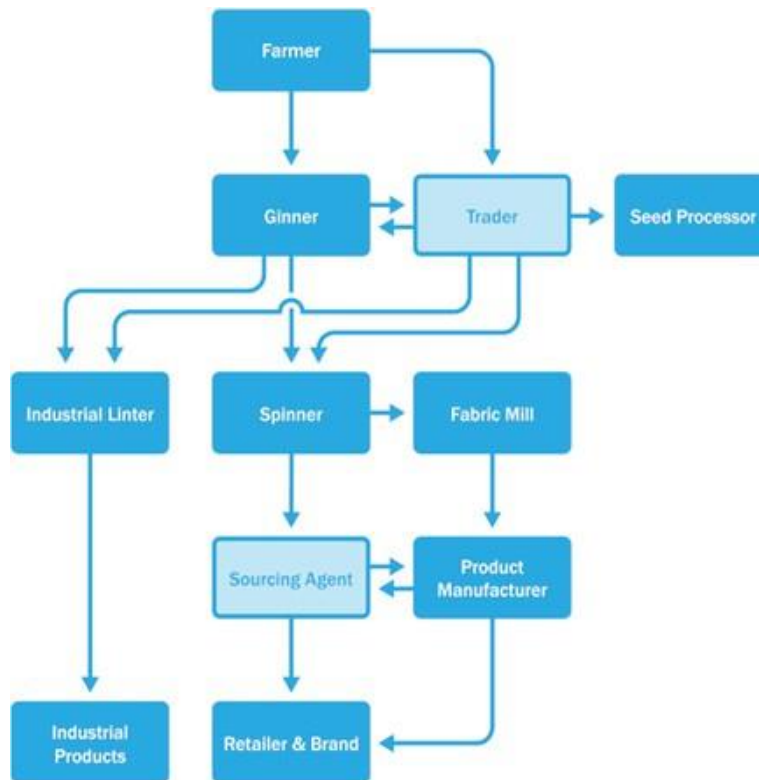 Farmer
Ginner
Trader
Seed Processor
Industrial Linter
Spinner
Fabric Mill
Sourcing Agent
Product
Manufacturer
Industrial
Products
Retailer & Brand